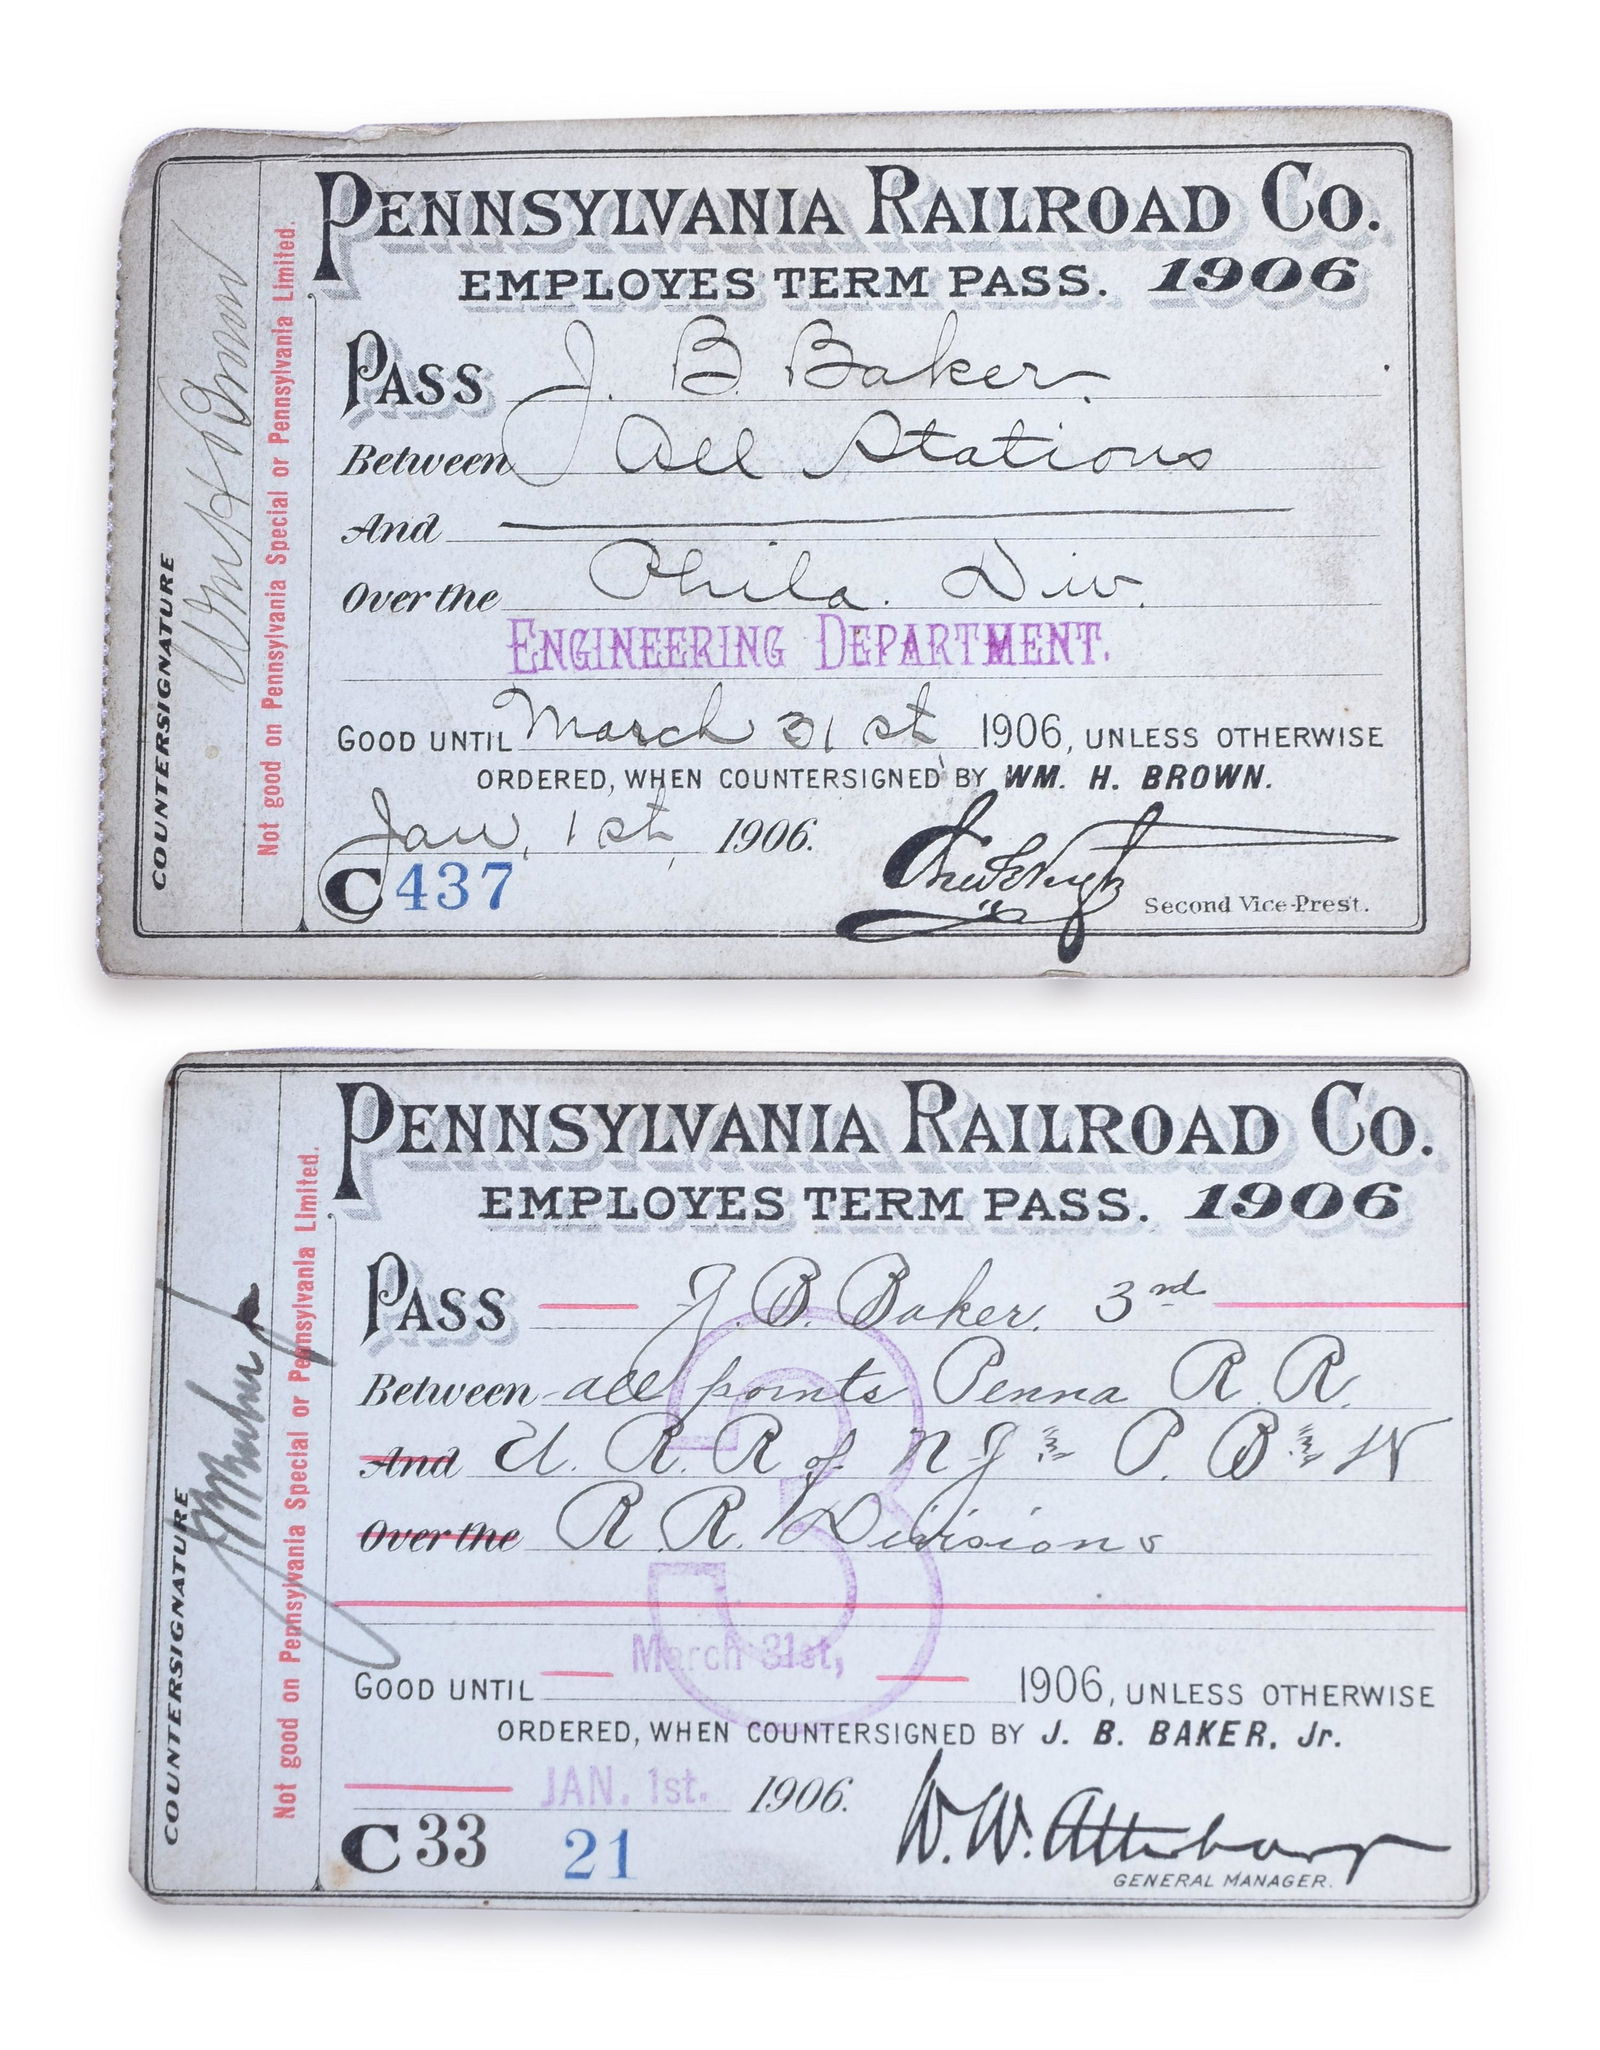 PENNSYLVANIA RAILROAD CO.
EMPLOYES TERM PASS. 1906
PASS J. B. Baker
Between All Stations
And
Over the Phila. Div.
ENGINEERING DEPARTMENT.
GOOD UNTIL March 31st, 1906, UNLESS OTHERWISE
ORDERED, WHEN COUNTERSIGNED BY WM. H. BROWN.
Jan, 1st, 1906.
C437
Second Vice-Prest.
COUNTERSIGNATURE
Wm H Brown
Not good on Pennsylvania Special or Pennsylvania Limited.
PENNSYLVANIA RAILROAD CO.
EMPLOYES TERM PASS. 1906
PASS J. B. Baker, 3rd
Between all points Penna R. R.
And U. R. R. of N J & P. B & W
Over the R. R. Divisions
3
March 31st,
GOOD UNTIL 1906, UNLESS OTHERWISE
ORDERED, WHEN COUNTERSIGNED BY J. B. BAKER, Jr.
JAN. 1st. 1906.
C33 21
W. W. Atterbury
GENERAL MANAGER.
COUNTERSIGNATURE
Not good on Pennsylvania Special or Pennsylvania Limited.